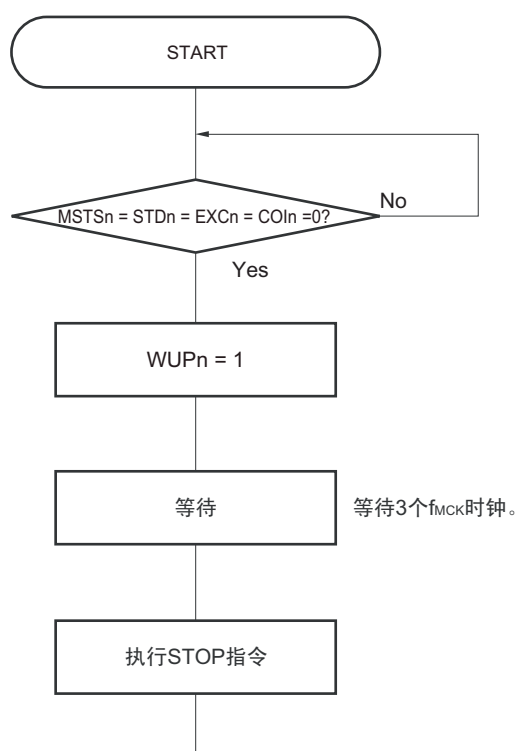 START
MSTSn = STDn = EXCn = COIn =0?
No
Yes
WUPn = 1
等待
等待3个fMCK时钟。
执行STOP指令